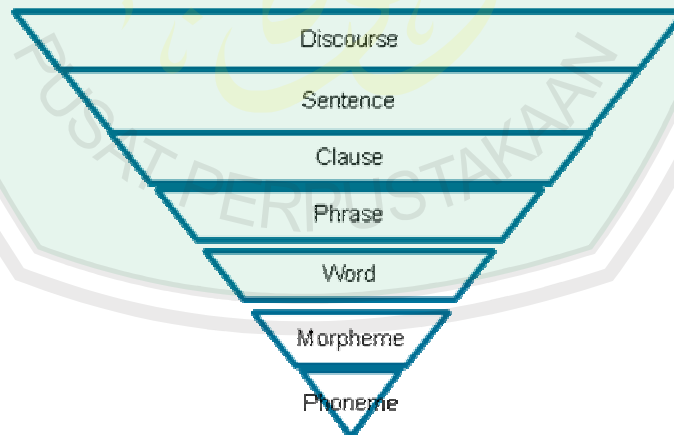 Discourse
Sentence
Clause
PUSAT PERPUSTAKAAN
Phrase
Word
Morpheme
Phoneme